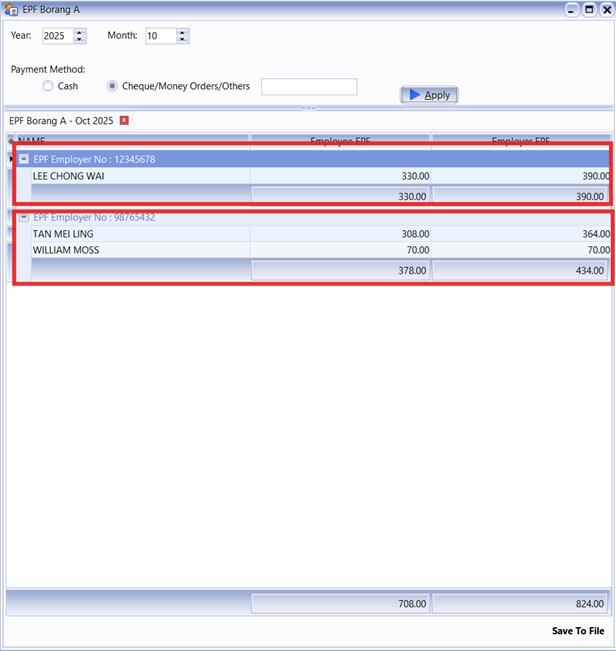 EPF Borang A
Year: 2025 Month: 10
Payment Method:
Cash Cheque/Money Orders/Others
Apply
EPF Borang A - Oct 2025
NAME Employee EPF Employer EPF
EPF Employer No : 12345678
LEE CHONG WAI 330.00 390.00
330.00 390.00
EPF Employer No : 98765432
TAN MEI LING 308.00 364.00
WILLIAM MOSS 70.00 70.00
378.00 434.00
708.00 824.00
Save To File